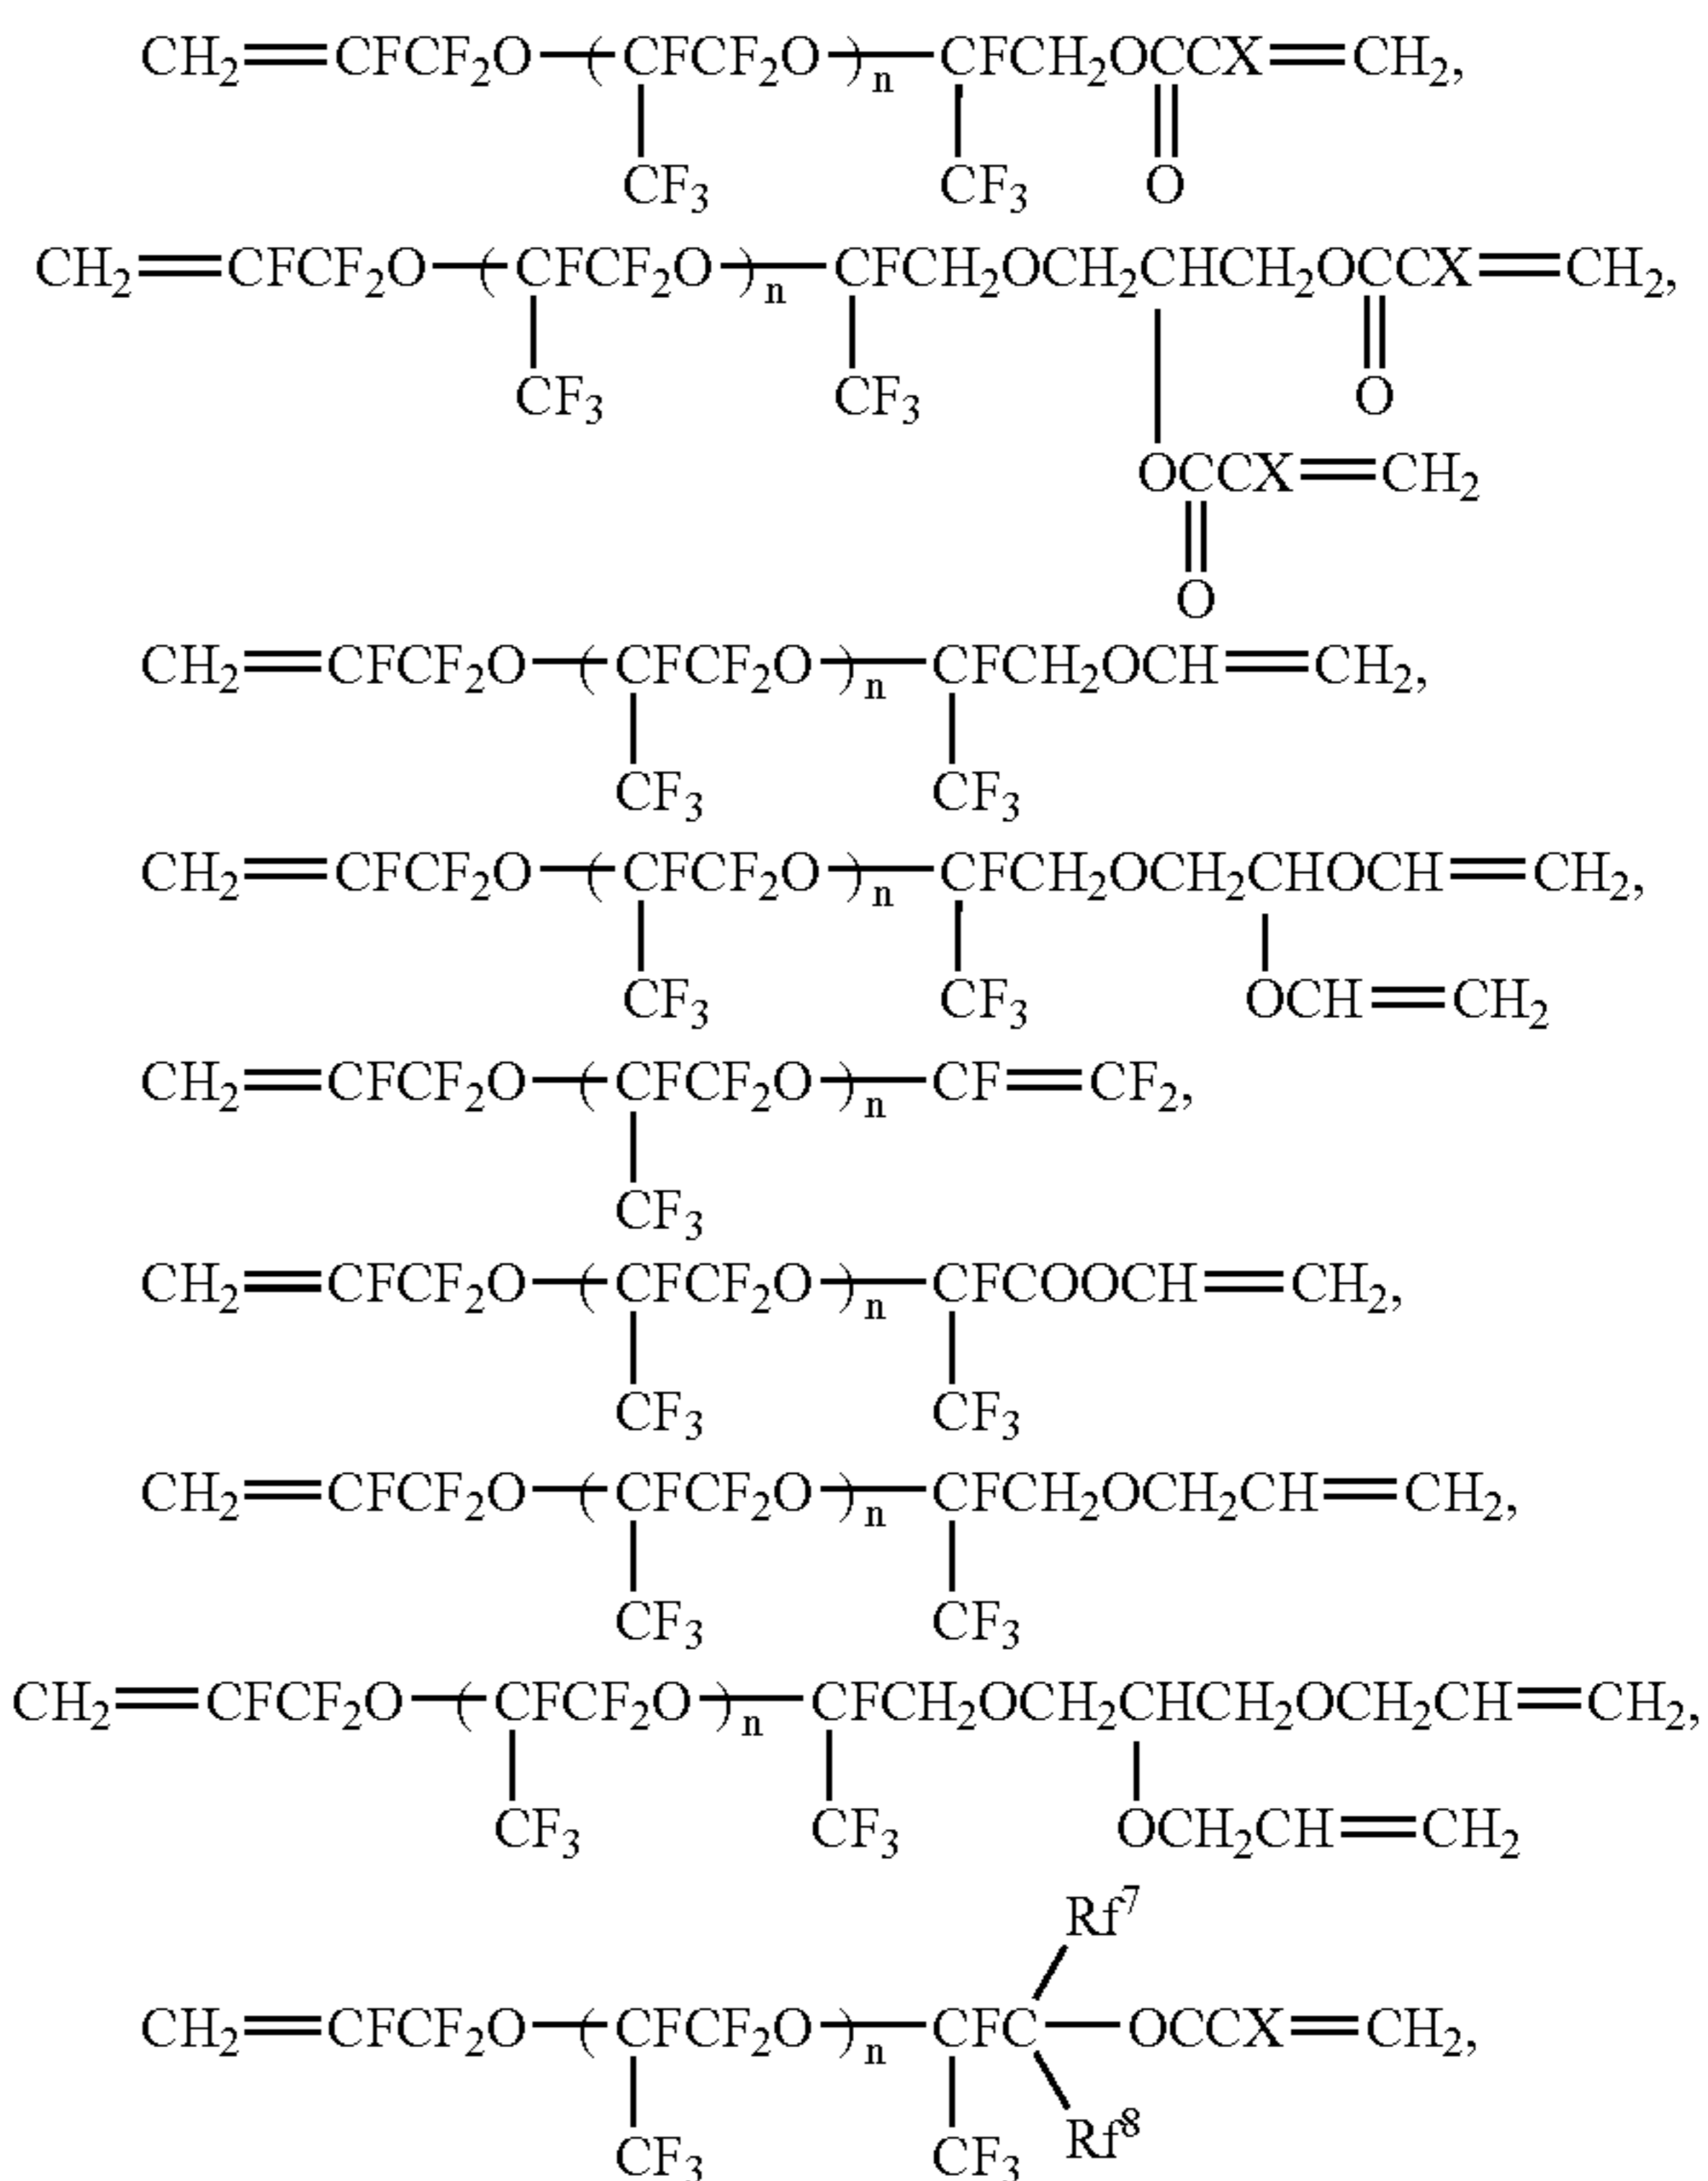 CH₂=CFCF₂O—(CFCF₂O)ₙ—CFCH₂OCCX=CH₂,
CF₃ CF₃ O
CH₂=CFCF₂O—(CFCF₂O)ₙ—CFCH₂OCH₂CHCH₂OCCX=CH₂,
CF₃ CF₃ O
OCCX=CH₂
O
CH₂=CFCF₂O—(CFCF₂O)ₙ—CFCH₂OCH=CH₂,
CF₃ CF₃
CH₂=CFCF₂O—(CFCF₂O)ₙ—CFCH₂OCH₂CHOCH=CH₂,
CF₃ CF₃ OCH=CH₂
CH₂=CFCF₂O—(CFCF₂O)ₙ—CF=CF₂,
CF₃
CH₂=CFCF₂O—(CFCF₂O)ₙ—CFCOOCH=CH₂,
CF₃ CF₃
CH₂=CFCF₂O—(CFCF₂O)ₙ—CFCH₂OCH₂CH=CH₂,
CF₃ CF₃
CH₂=CFCF₂O—(CFCF₂O)ₙ—CFCH₂OCH₂CHCH₂OCH₂CH=CH₂,
CF₃ CF₃ OCH₂CH=CH₂
Rf⁷
CH₂=CFCF₂O—(CFCF₂O)ₙ—CFC—OCCX=CH₂,
CF₃ CF₃ Rf⁸